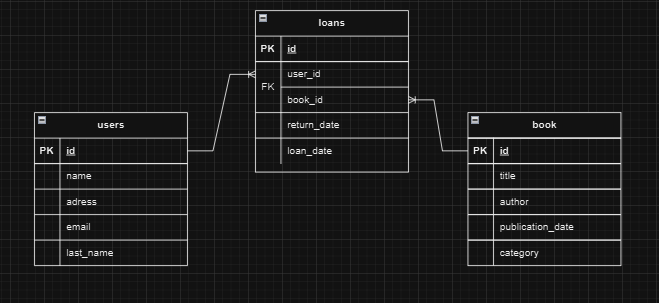 loans
PK id
user_id
FK
book_id
return_date
loan_date
users
PK id
name
adress
email
last_name
book
PK id
title
author
publication_date
category